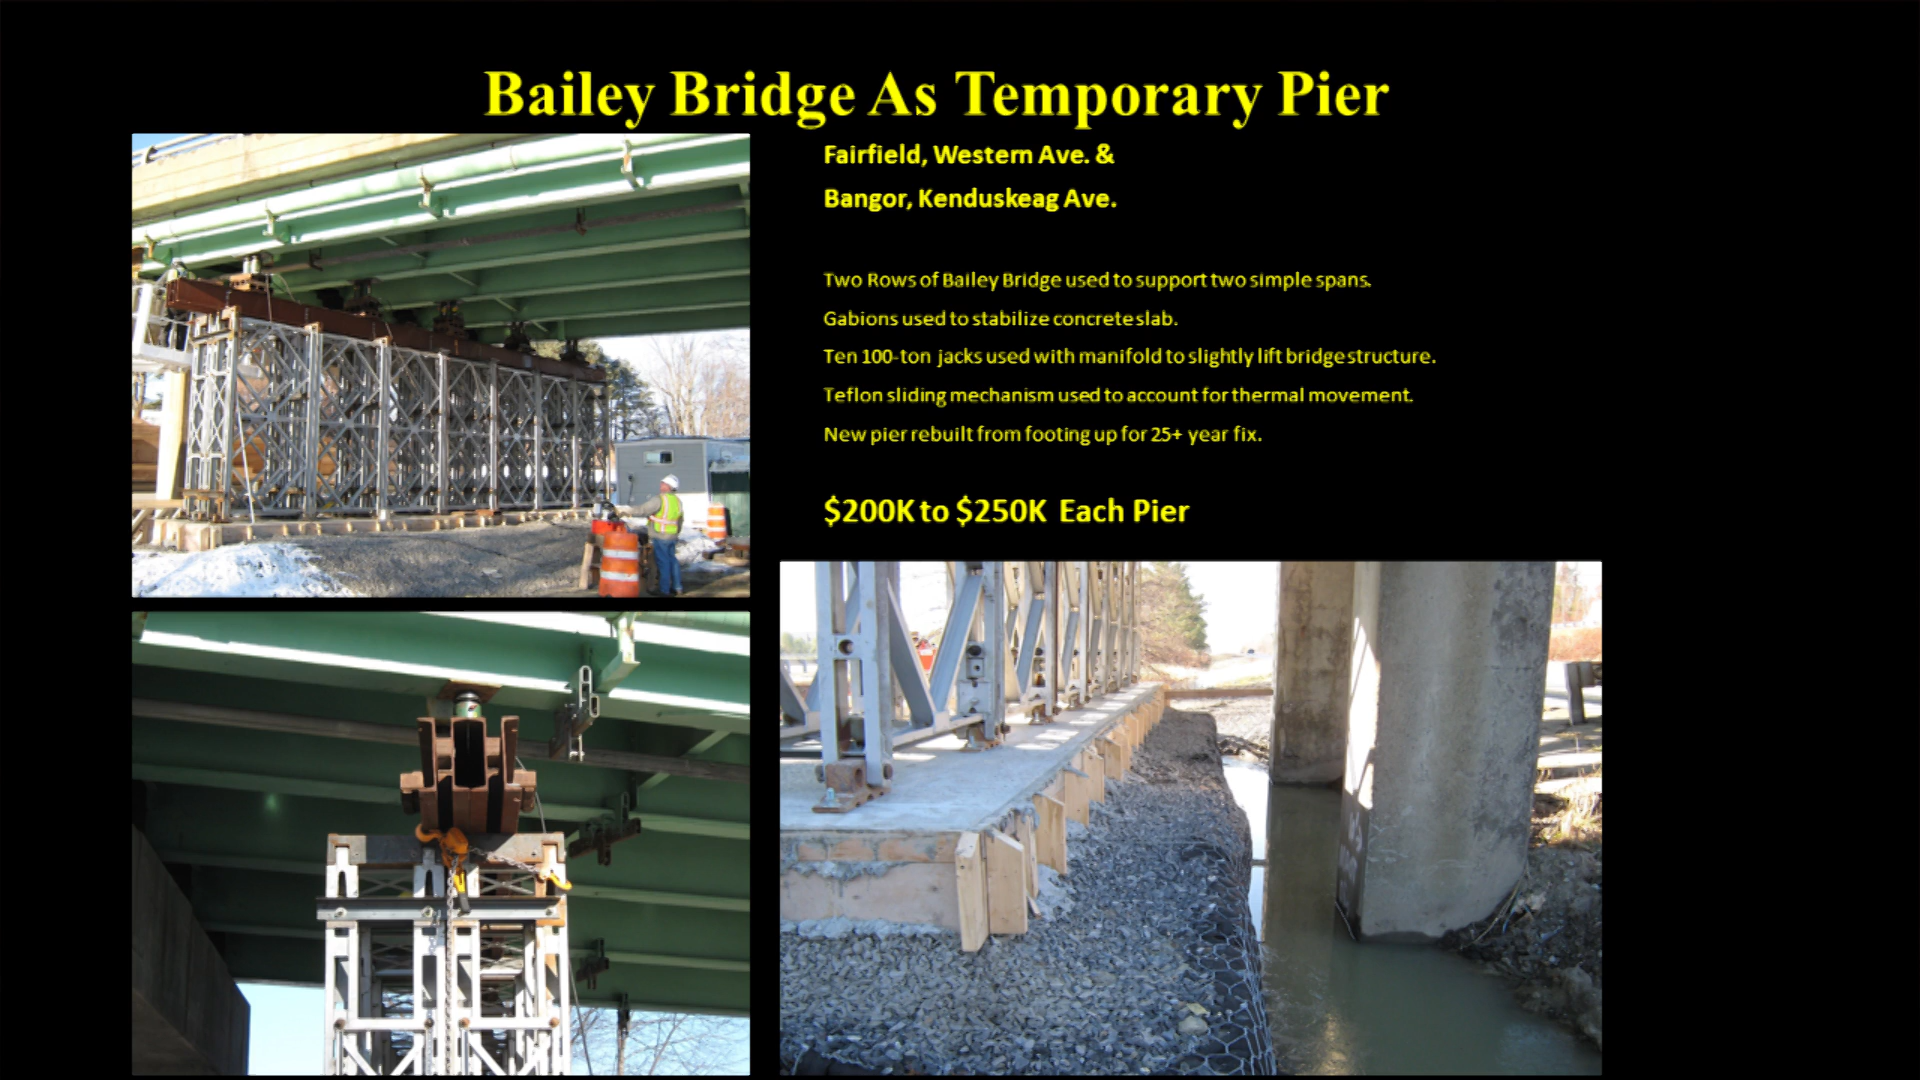 Bailey Bridge As Temporary Pier
Fairfield, Western Ave. &
Bangor, Kenduskeag Ave.
Two Rows of Bailey Bridge used to support two simple spans.
Gabions used to stabilize concrete slab.
Ten 100-ton jacks used with manifold to slightly lift bridge structure.
Teflon sliding mechanism used to account for thermal movement.
New pier rebuilt from footing up for 25+ year fix.
$200K to $250K Each Pier